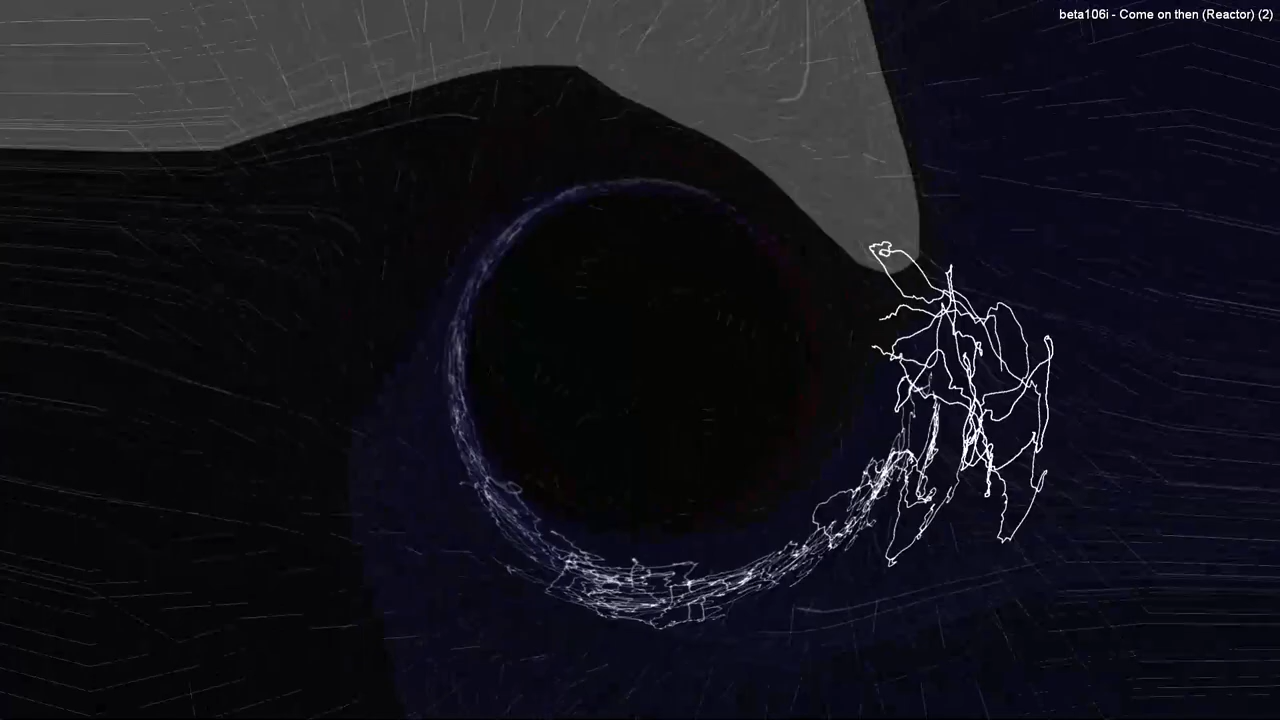 beta106i - Come on then (Reactor) (2)